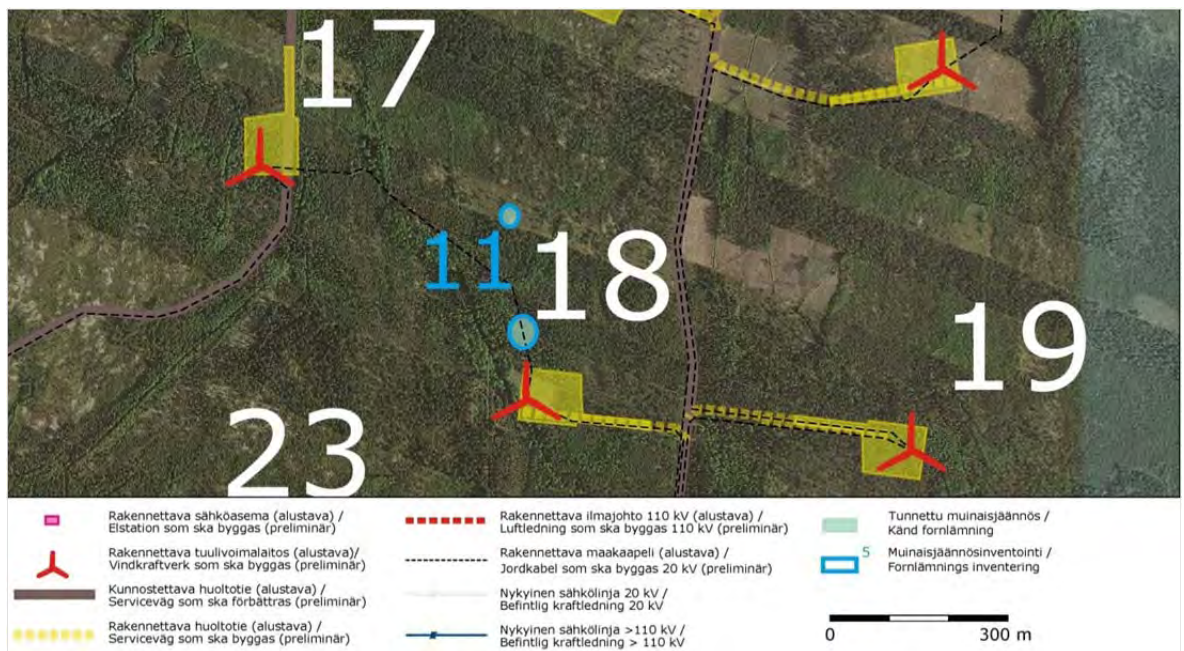 17
11
18
19
23
Rakennettava sähköasema (alustava) /
Elstation som ska byggas (preliminär)
Rakennettava tuulivoimalaitos (alustava)/
Vindkraftverk som ska byggas (preliminär)
Kunnostettava huoltotie (alustava) /
Serviceväg som ska förbättras (preliminär)
Rakennettava huoltotie (alustava) /
Serviceväg som ska byggas (preliminär)
Rakennettava ilmajohto 110 kV (alustava) /
Luftledning som ska byggas 110 kV (preliminär)
Rakennettava maakaapeli (alustava) /
Jordkabel som ska byggas 20 kV (preliminär)
Nykyinen sähkölinja 20 kV /
Befintlig kraftledning 20 kV
Nykyinen sähkölinja >110 kV /
Befintlig kraftledning > 110 kV
Tunnettu muinaisjäännös /
Känd fornlämning
5
Muinaisjäännösinventointi /
Fornlämnings inventering
0 300 m